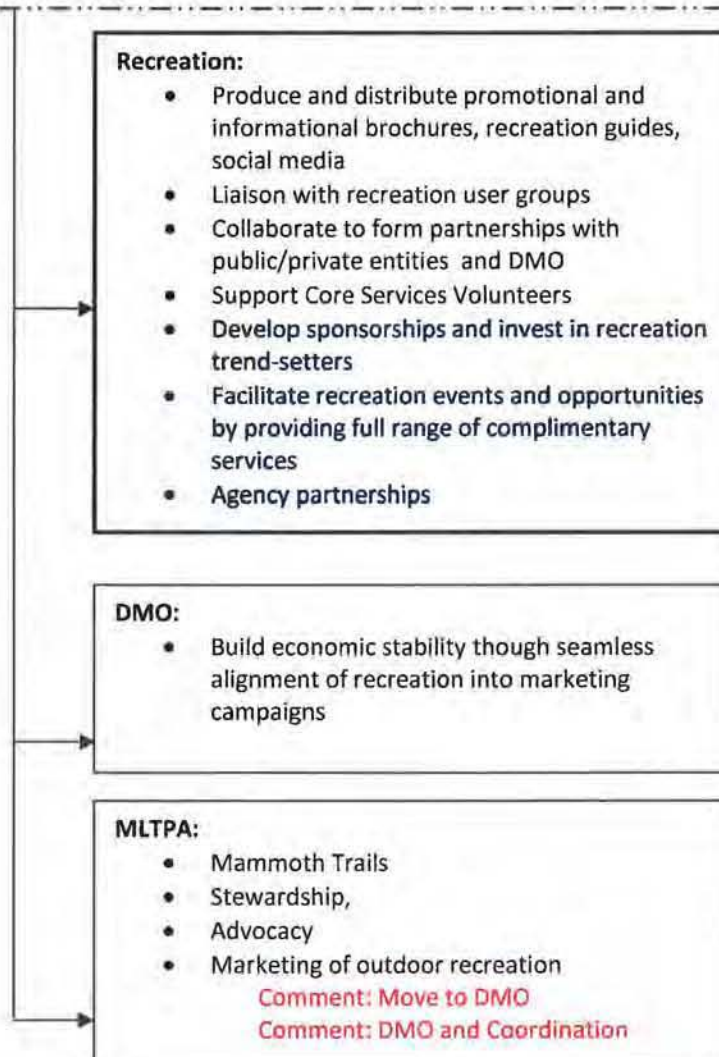 Recreation:
• Produce and distribute promotional and
informational brochures, recreation guides,
social media
• Liaison with recreation user groups
• Collaborate to form partnerships with
public/private entities and DMO
• Support Core Services Volunteers
• Develop sponsorships and invest in recreation
trend-setters
• Facilitate recreation events and opportunities
by providing full range of complimentary
services
• Agency partnerships
DMO:
• Build economic stability though seamless
alignment of recreation into marketing
campaigns
MLTPA:
• Mammoth Trails
• Stewardship,
• Advocacy
• Marketing of outdoor recreation
Comment: Move to DMO
Comment: DMO and Coordination